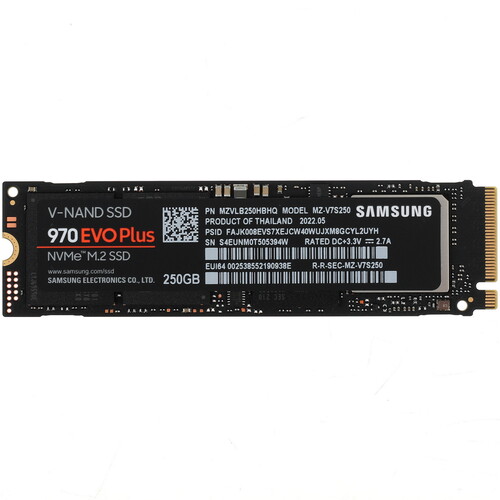 V-NAND SSD
970 EVO Plus
NVMe™ M.2 SSD
www.samsung.com/ssd
SAMSUNG ELECTRONICS CO., LTD.
250GB
PN MZVLB250HBHQ MODEL MZ-V7S250
PRODUCT OF THAILAND 2022.05
PSID FAJK008EVS7XEJCW40WUJXM8GCYL2UYH
SN S4EUNM0T505394W RATED DC+3.3V ⎓ 2.7A
EUI64 002538552190938E R-R-SEC-MZ-V7S250
SAMSUNG